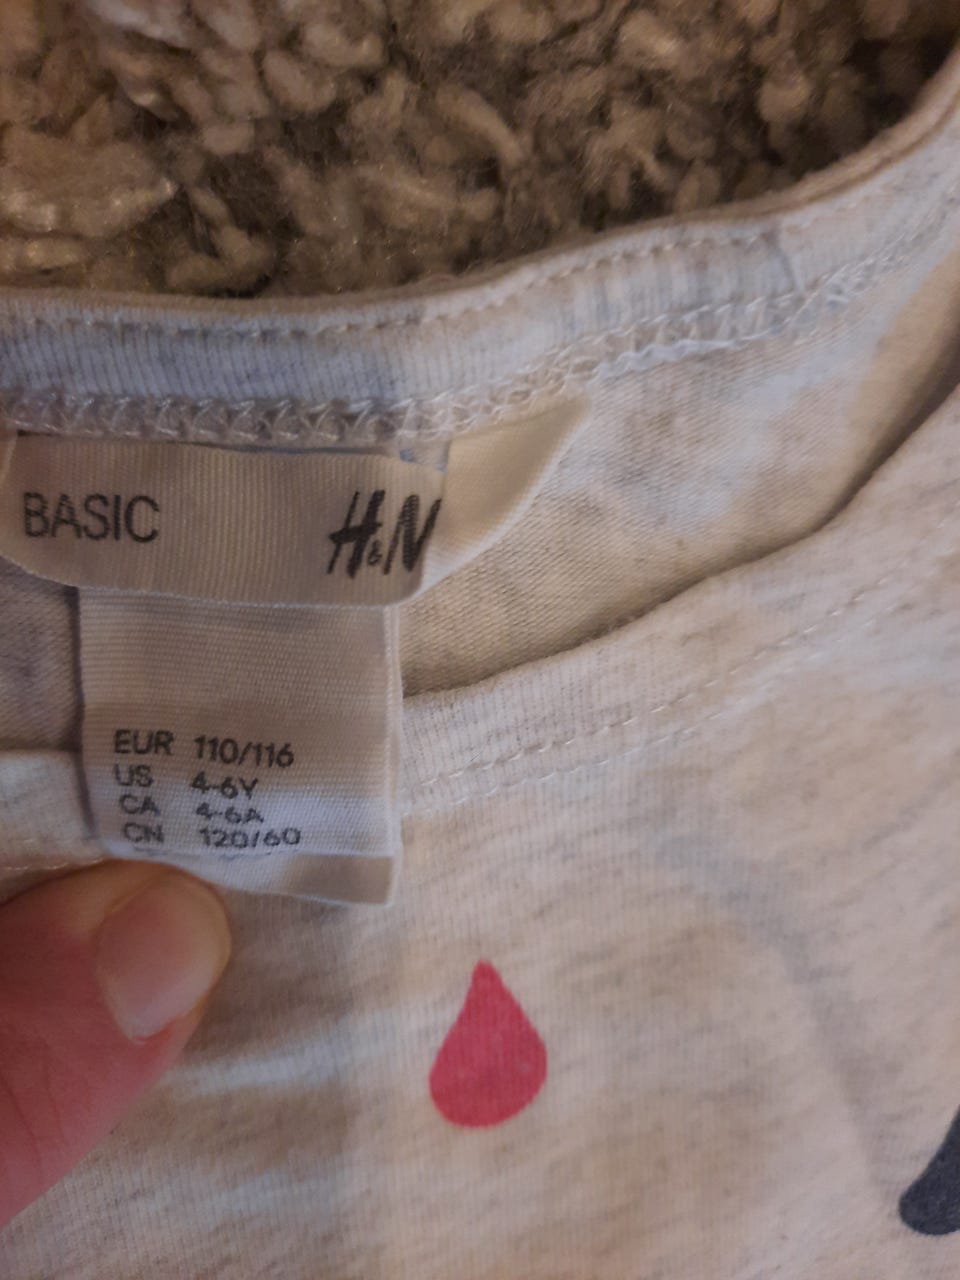 BASIC H&M
EUR 110/116
US 4-6Y
CA 4-6A
CN 120/60